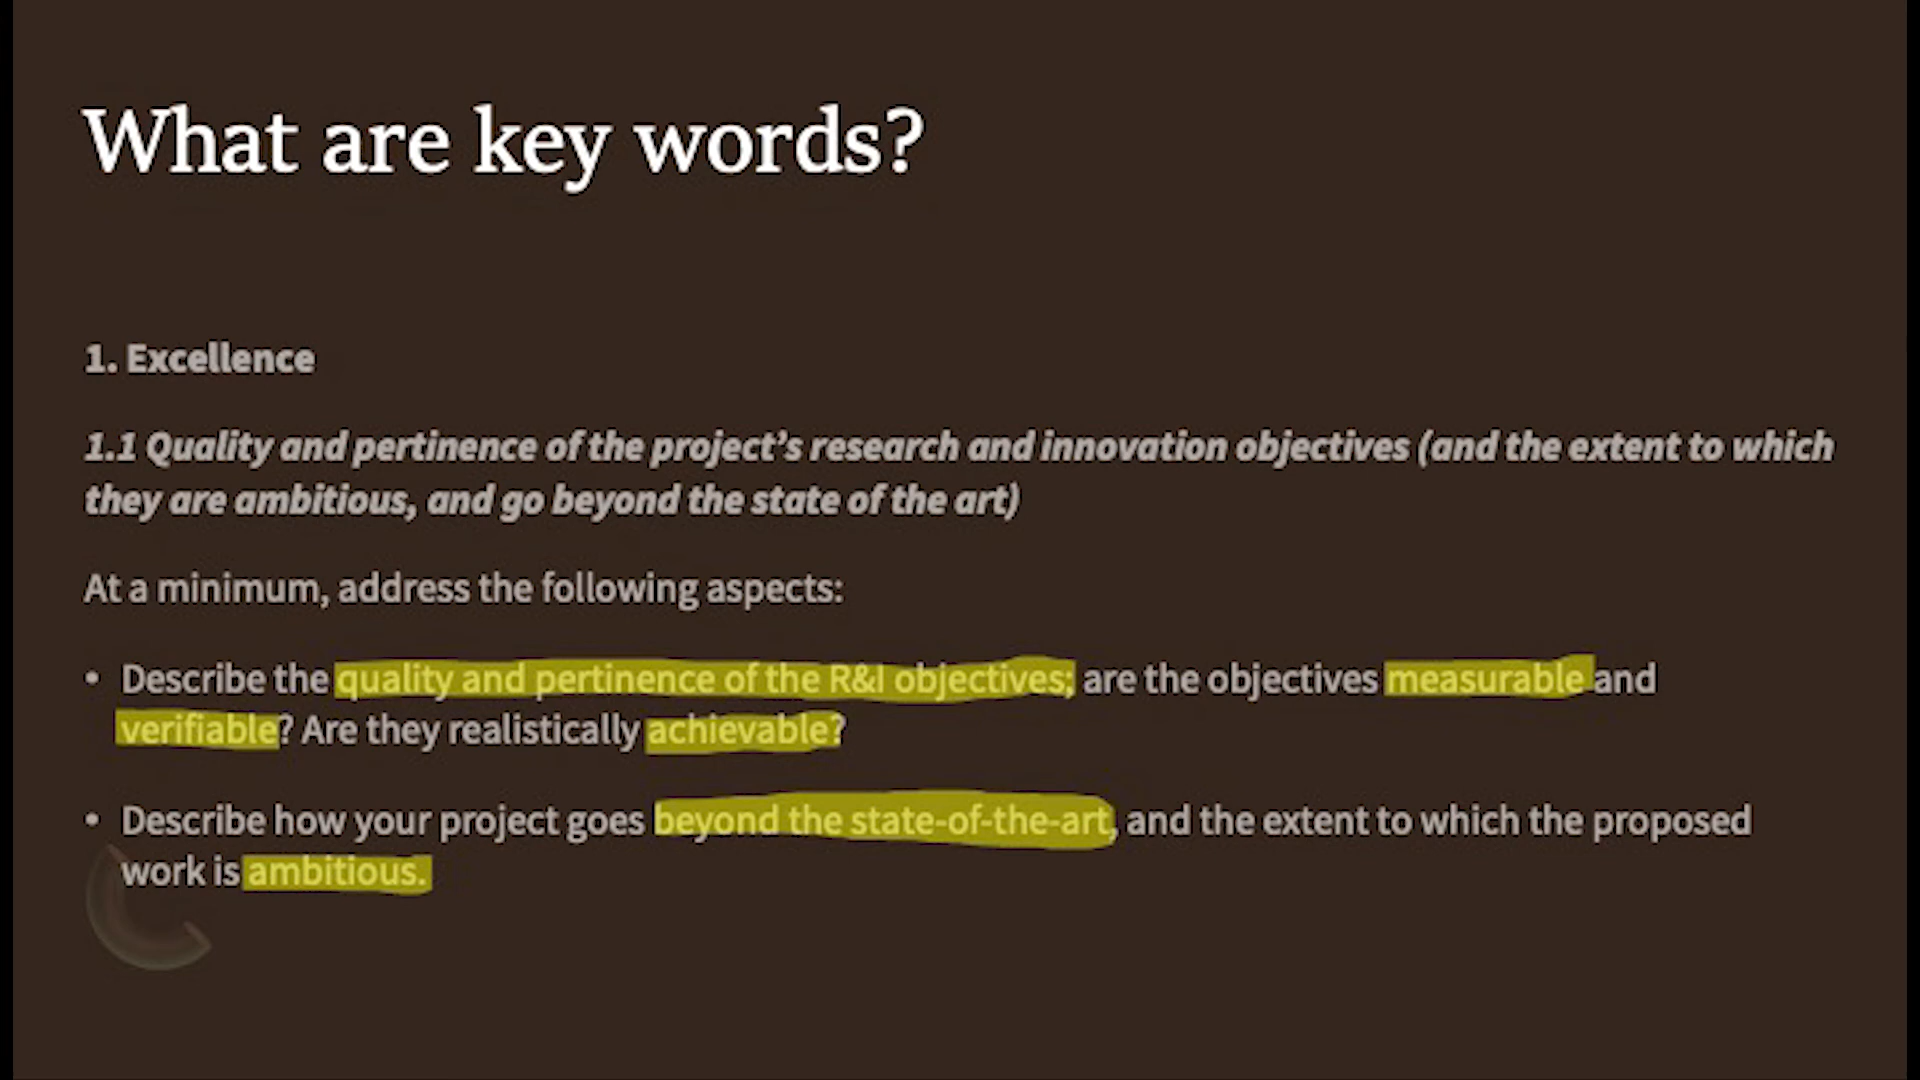 What are key words?
1. Excellence
1.1 Quality and pertinence of the project’s research and innovation objectives (and the extent to which
they are ambitious, and go beyond the state of the art)
At a minimum, address the following aspects:
• Describe the quality and pertinence of the R&I objectives; are the objectives measurable and
verifiable? Are they realistically achievable?
• Describe how your project goes beyond the state-of-the-art, and the extent to which the proposed
work is ambitious.